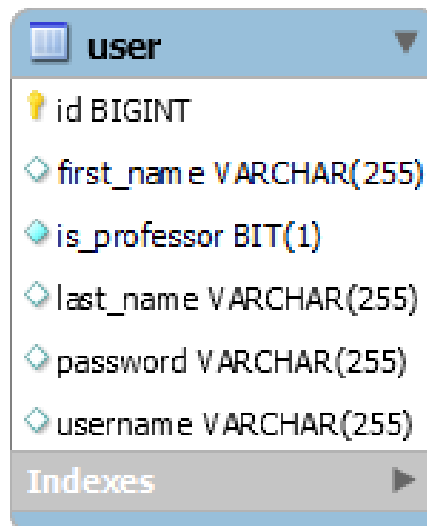 user
id BIGINT
first_name VARCHAR(255)
is_professor BIT(1)
last_name VARCHAR(255)
password VARCHAR(255)
username VARCHAR(255)
Indexes